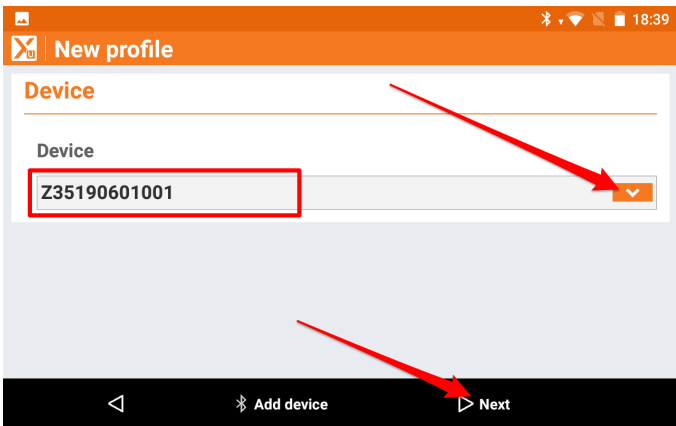 18:39
New profile
Device
Device
Z35190601001
Add device
Next